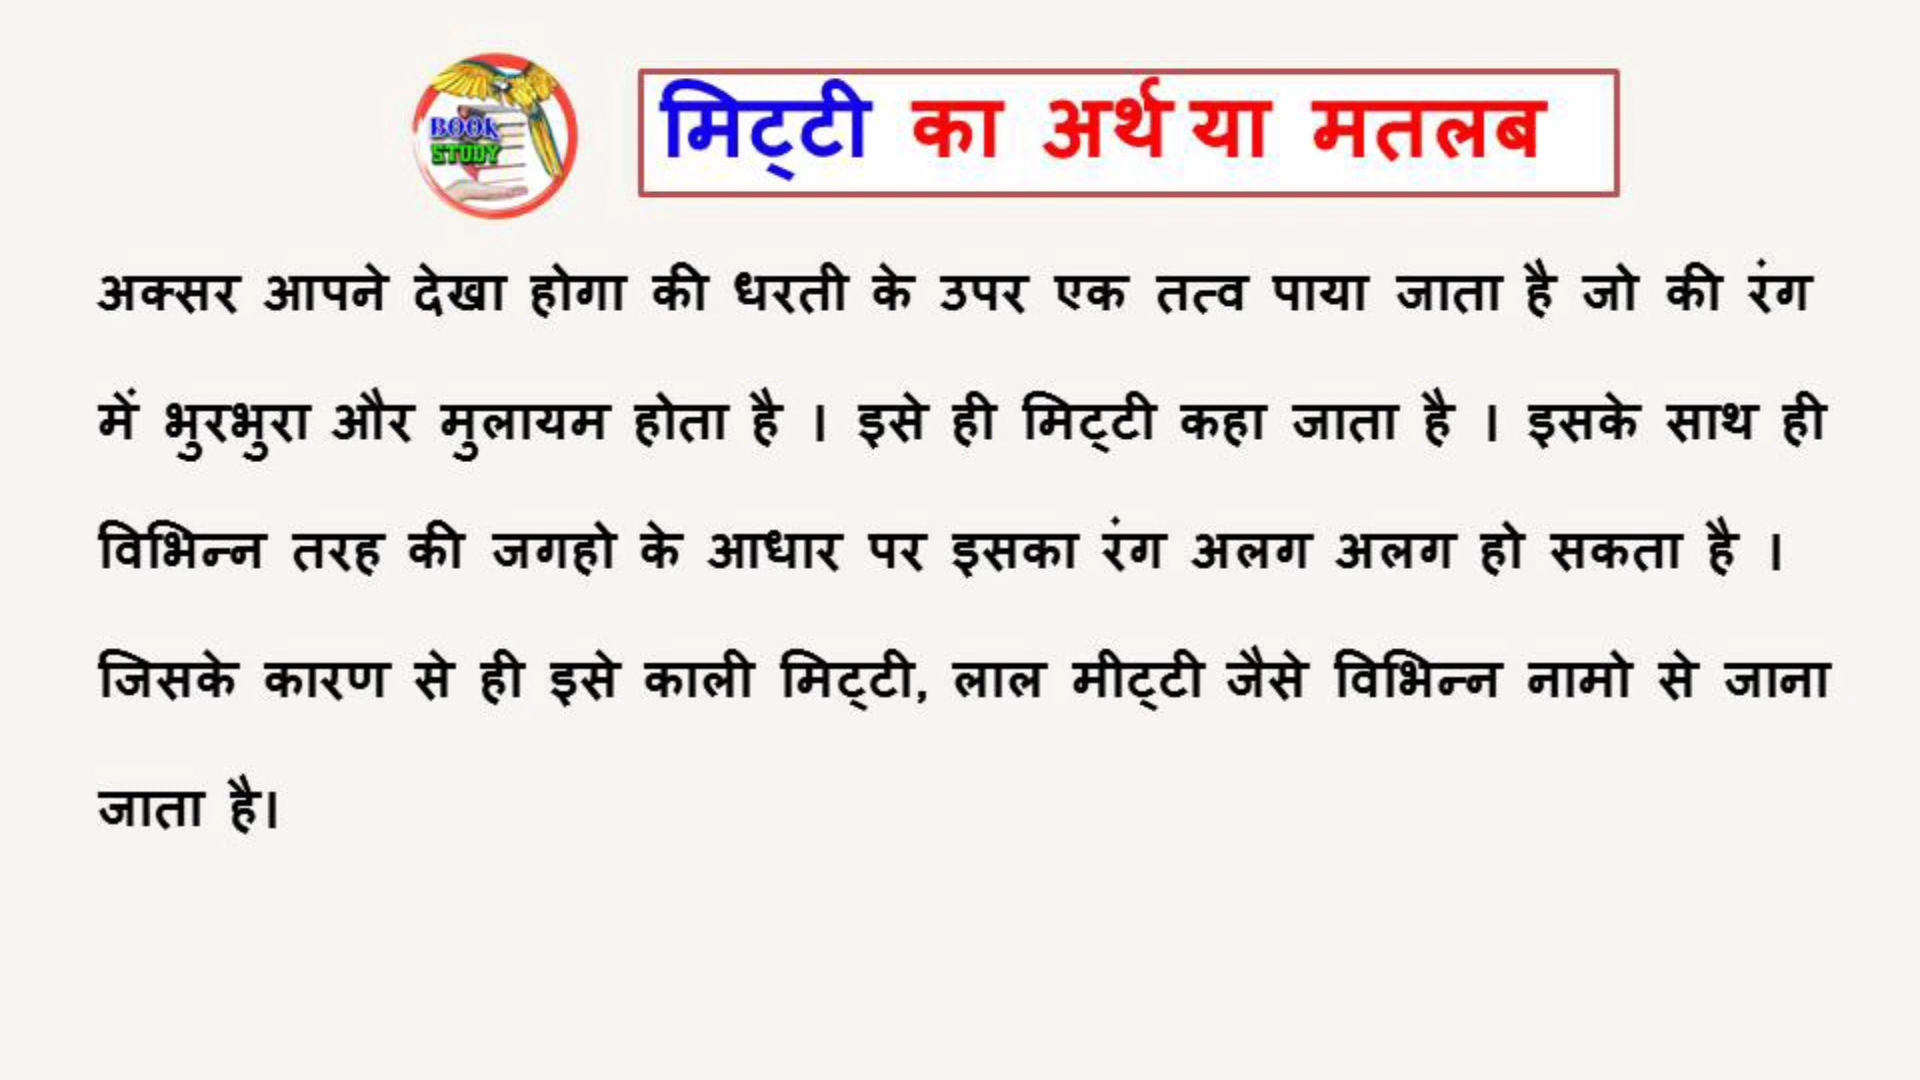 BOOK
STUDY
मिट्टी का अर्थ या मतलब
अक्सर आपने देखा होगा की धरती के उपर एक तत्व पाया जाता है जो की रंग
में भुरभुरा और मुलायम होता है । इसे ही मिट्टी कहा जाता है । इसके साथ ही
विभिन्न तरह की जगहो के आधार पर इसका रंग अलग अलग हो सकता है ।
जिसके कारण से ही इसे काली मिट्टी, लाल मीट्टी जैसे विभिन्न नामो से जाना
जाता है।